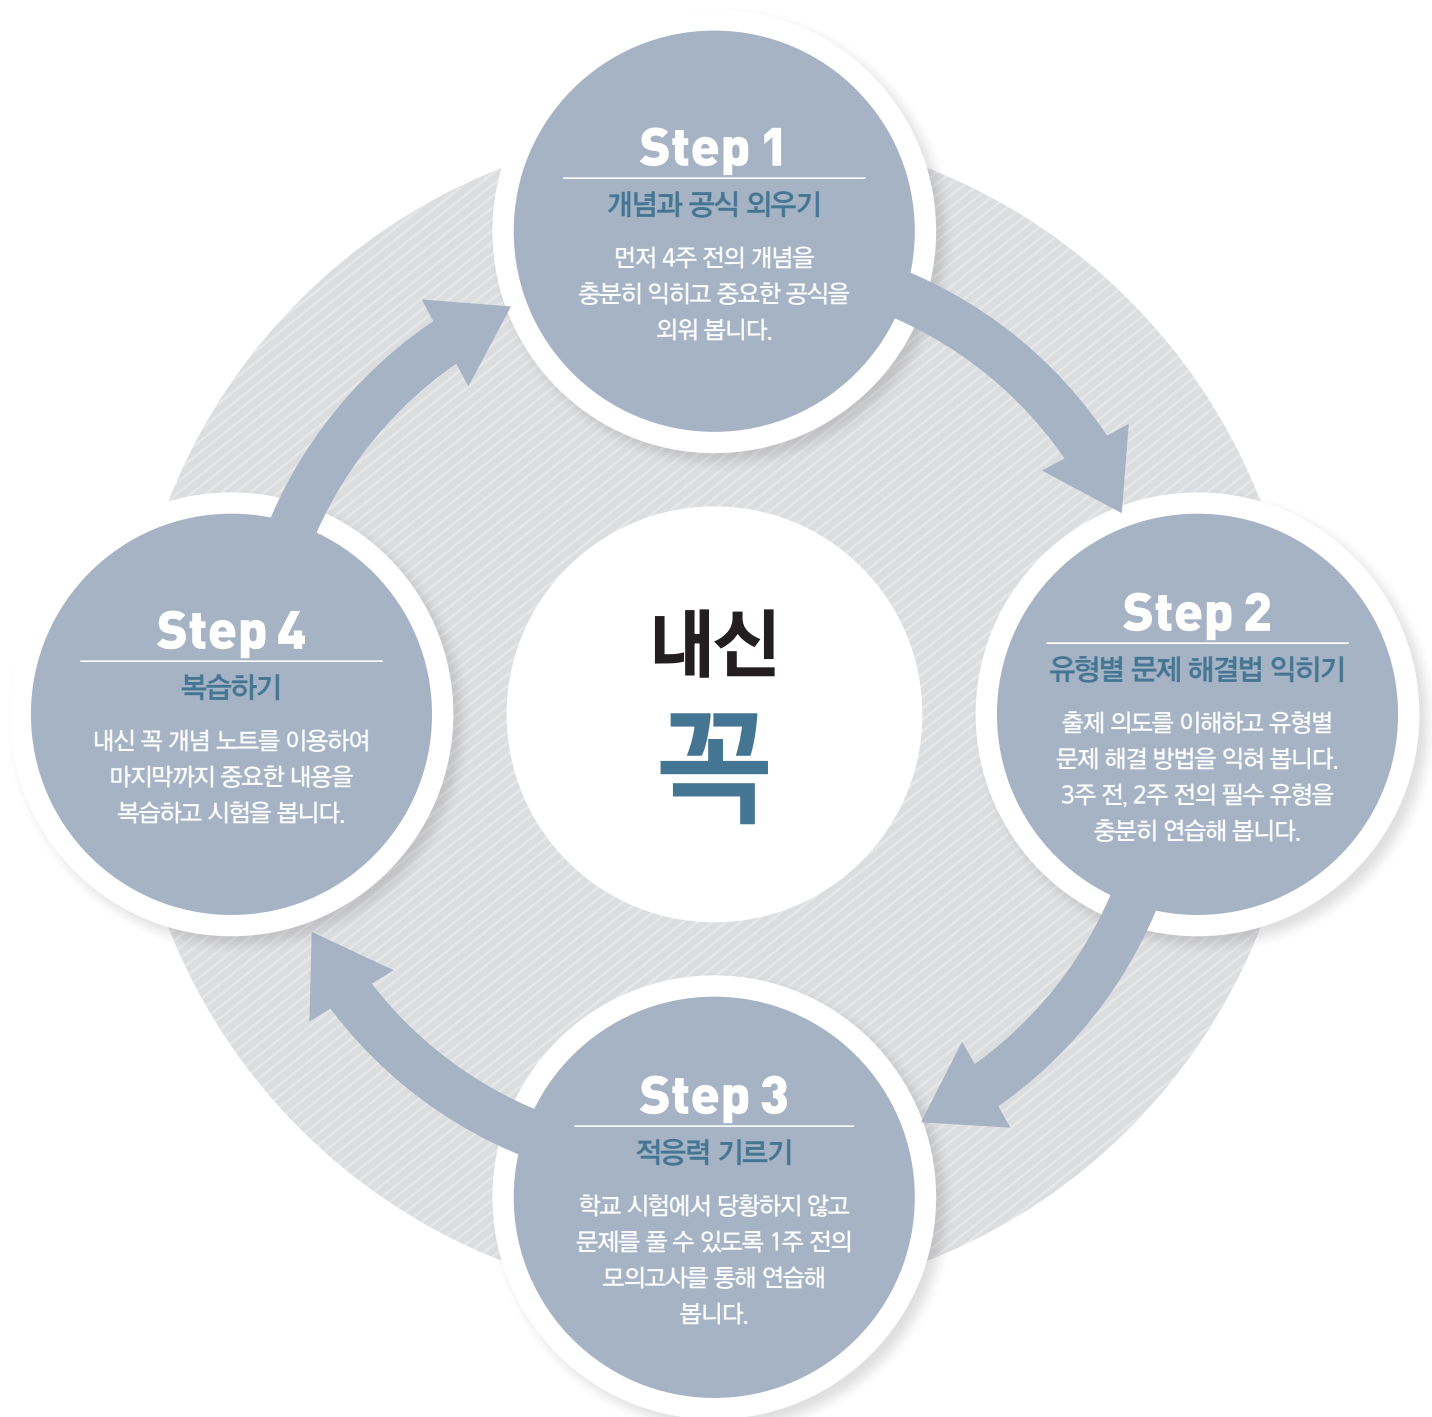 Step 1
개념과 공식 외우기
먼저 4주 전의 개념을
충분히 익히고 중요한 공식을
외워 봅니다.
Step 2
유형별 문제 해결법 익히기
출제 의도를 이해하고 유형별
문제 해결 방법을 익혀 봅니다.
3주 전, 2주 전의 필수 유형을
충분히 연습해 봅니다.
Step 3
적응력 기르기
학교 시험에서 당황하지 않고
문제를 풀 수 있도록 1주 전의
모의고사를 통해 연습해
봅니다.
Step 4
복습하기
내신 꼭 개념 노트를 이용하여
마지막까지 중요한 내용을
복습하고 시험을 봅니다.
내신
꼭